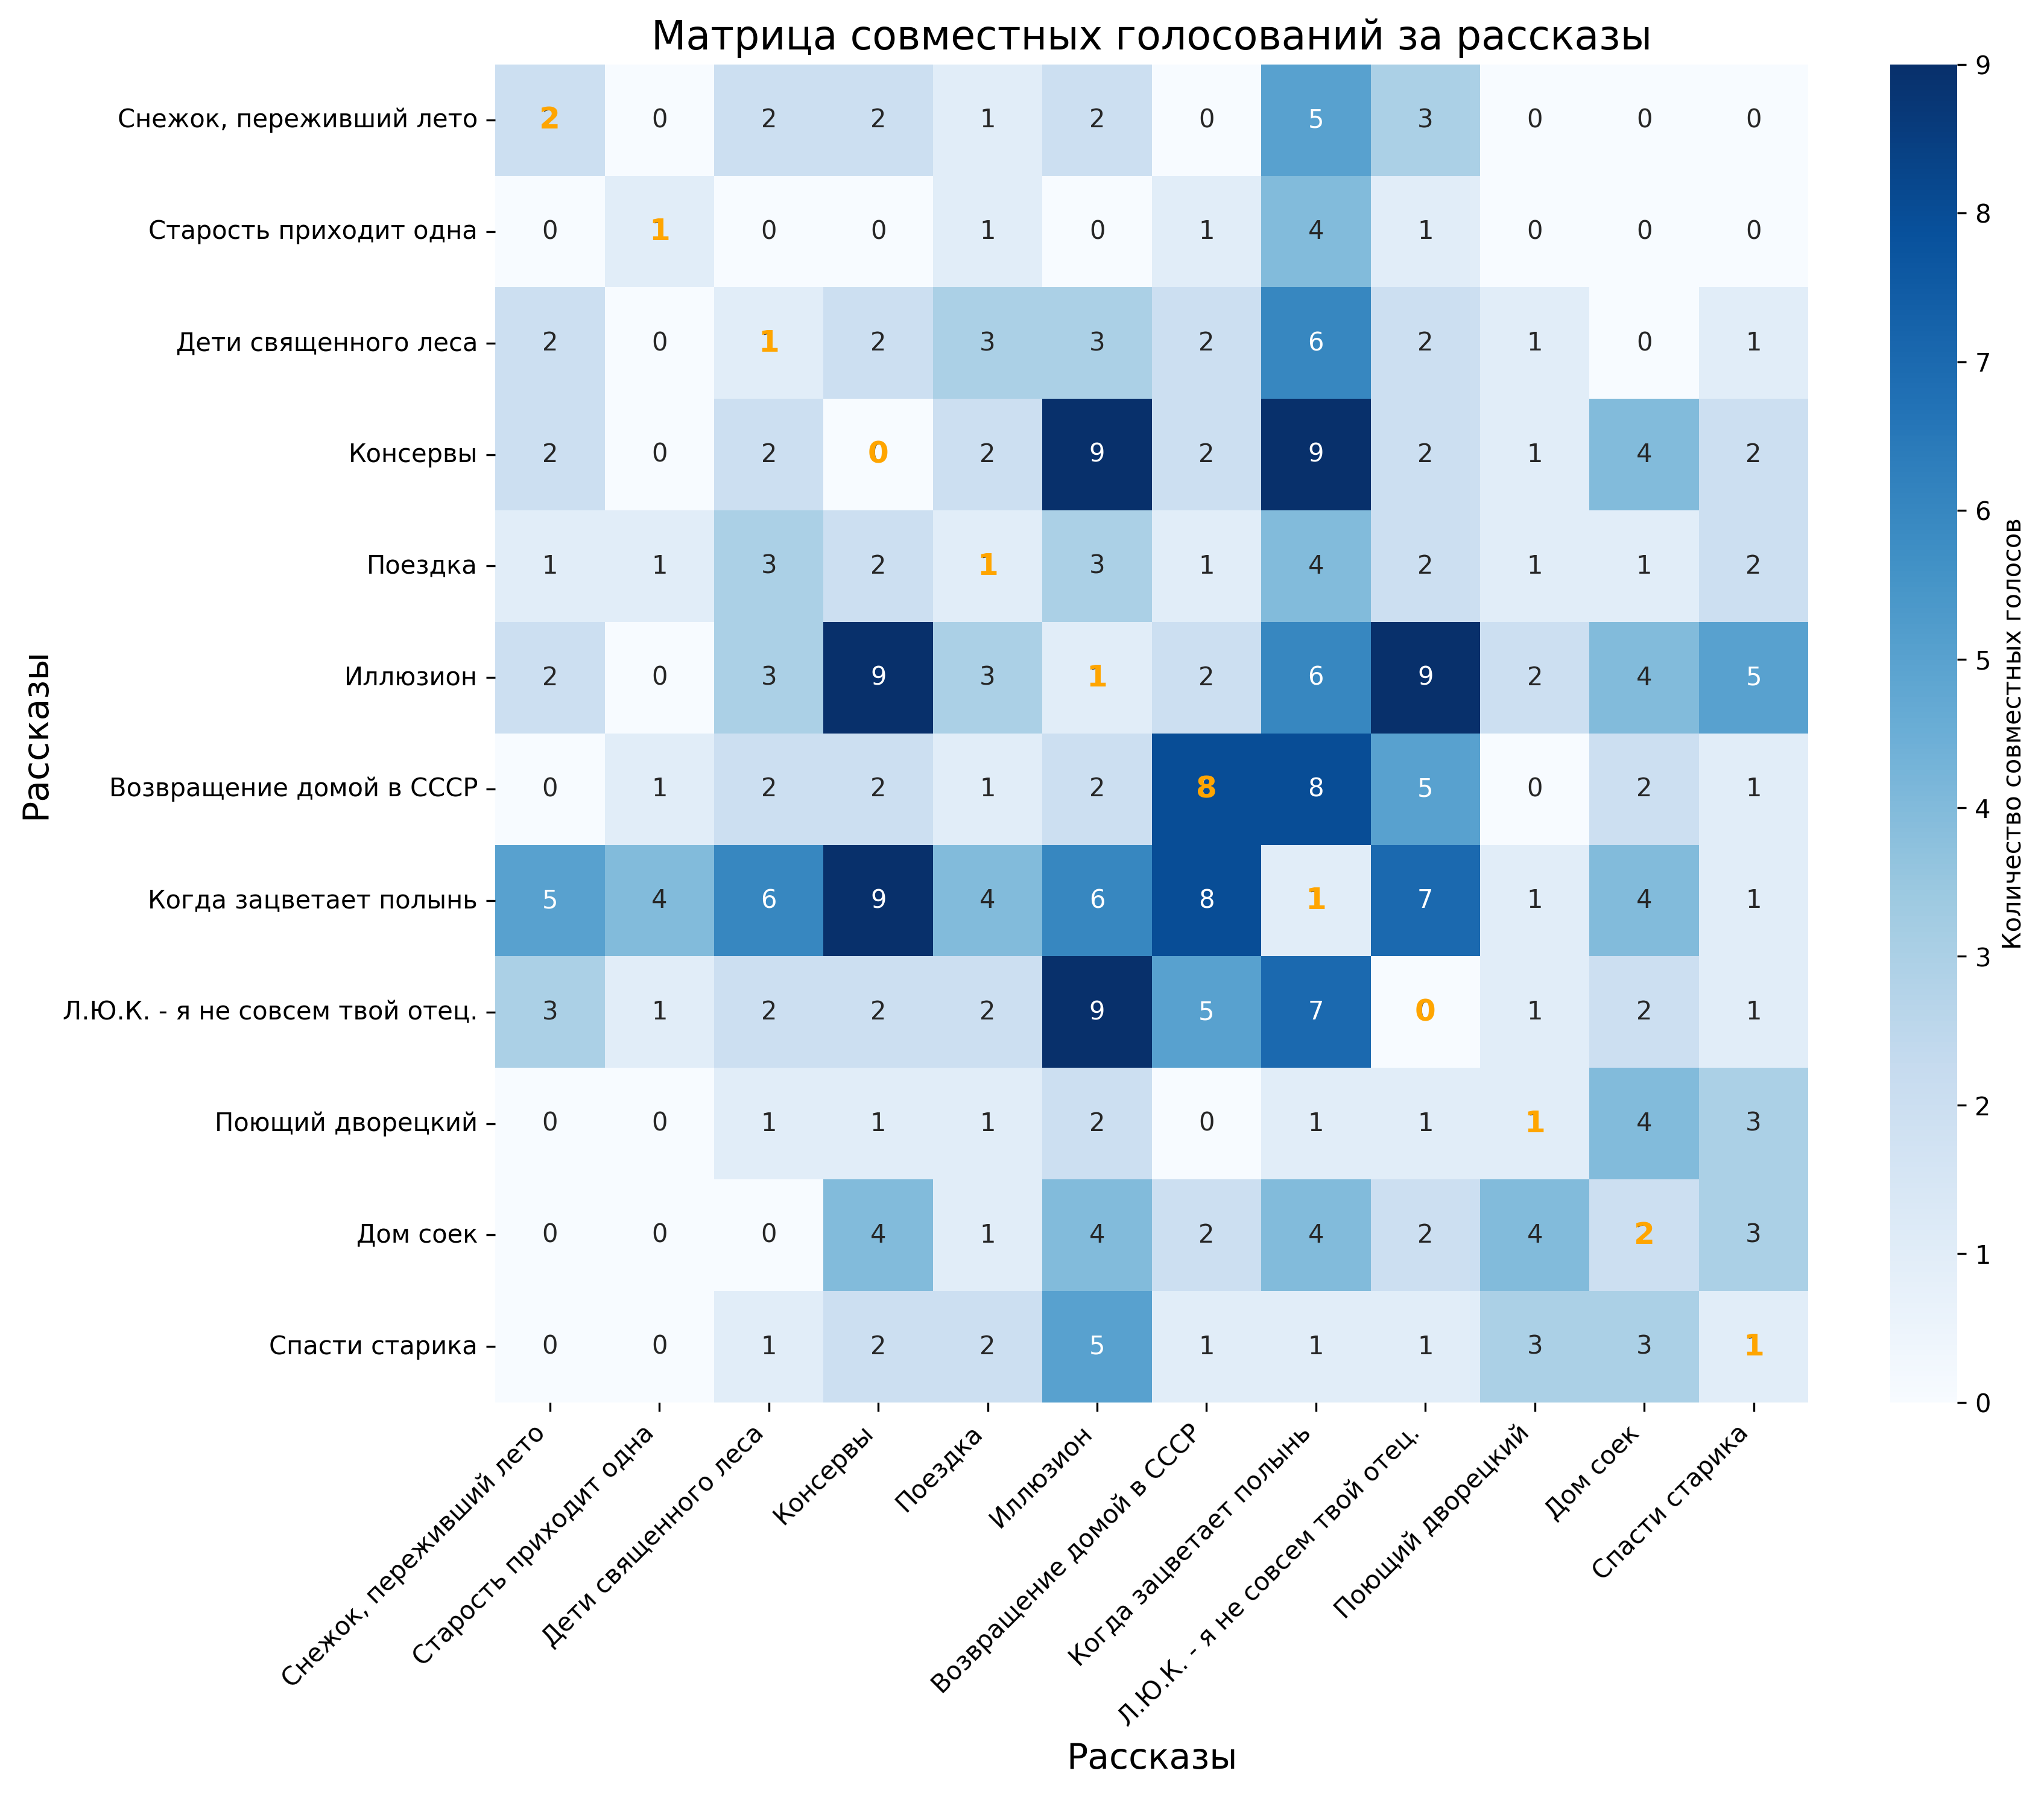 Матрица совместных голосований за рассказы
Снежок, переживший лето 2 0 2 2 1 2 0 5 3 0 0 0
Старость приходит одна 0 1 0 0 1 0 1 4 1 0 0 0
Дети священного леса 2 0 1 2 3 3 2 6 2 1 0 1
Консервы 2 0 2 0 2 9 2 9 2 1 4 2
Поездка 1 1 3 2 1 3 1 4 2 1 1 2
Иллюзион 2 0 3 9 3 1 2 6 9 2 4 5
Возвращение домой в СССР 0 1 2 2 1 2 8 8 5 0 2 1
Когда зацветает полынь 5 4 6 9 4 6 8 1 7 1 4 1
Л.Ю.К. - я не совсем твой отец. 3 1 2 2 2 9 5 7 0 1 2 1
Поющий дворецкий 0 0 1 1 1 2 0 1 1 1 4 3
Дом соек 0 0 0 4 1 4 2 4 2 4 2 3
Спасти старика 0 0 1 2 2 5 1 1 1 3 3 1
Рассказы
Снежок, переживший лето
Старость приходит одна
Дети священного леса
Консервы
Поездка
Иллюзион
Возвращение домой в СССР
Когда зацветает полынь
Л.Ю.К. - я не совсем твой отец.
Поющий дворецкий
Дом соек
Спасти старика
Рассказы
9
8
7
6
5
4
3
2
1
0
Количество совместных голосов